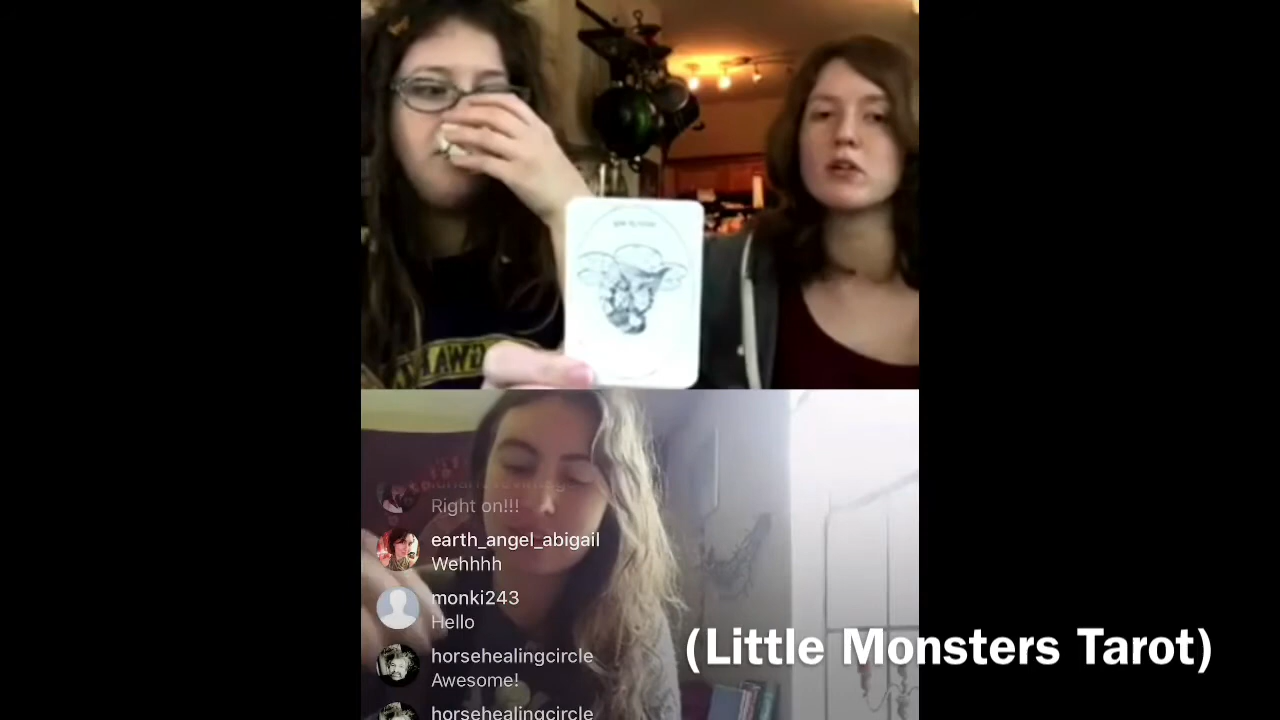 Right on!!!
earth_angel_abigail
Wehhhh
monki243
Hello
horsehealingcircle
Awesome!
horsehealingcircle
(Little Monsters Tarot)